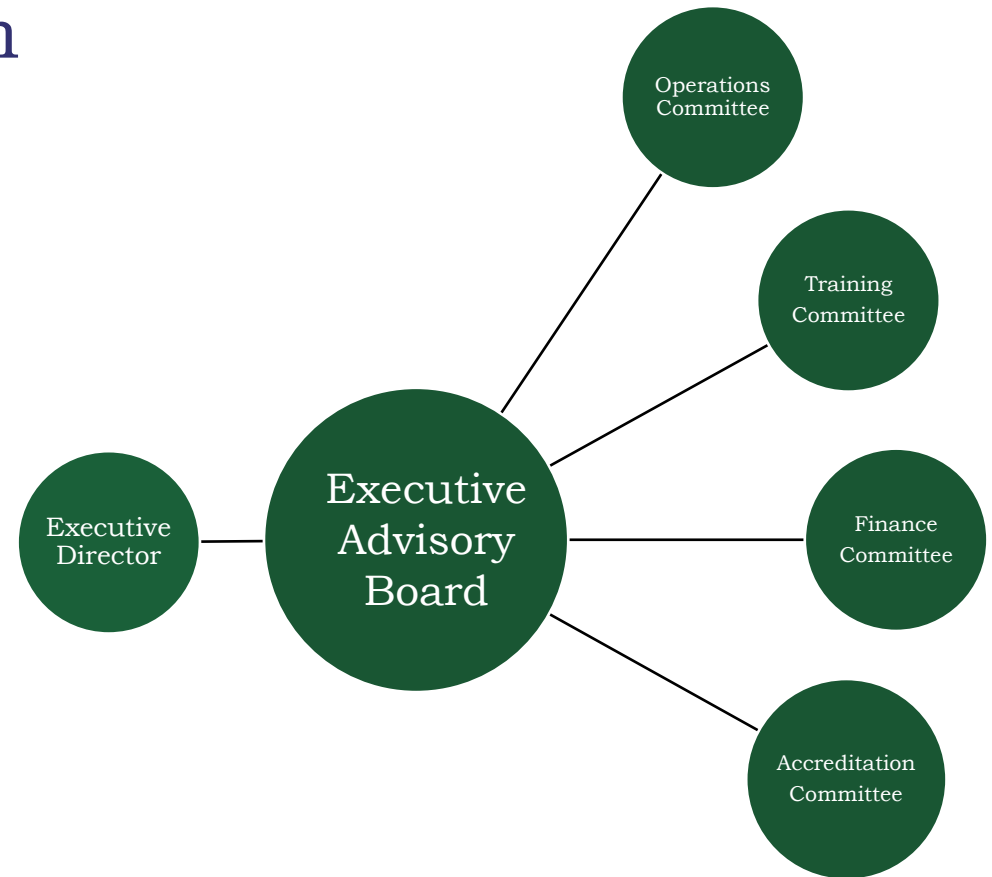 Operations
Committee
Training
Committee
Executive
Advisory
Board
Executive
Director
Finance
Committee
Accreditation
Committee